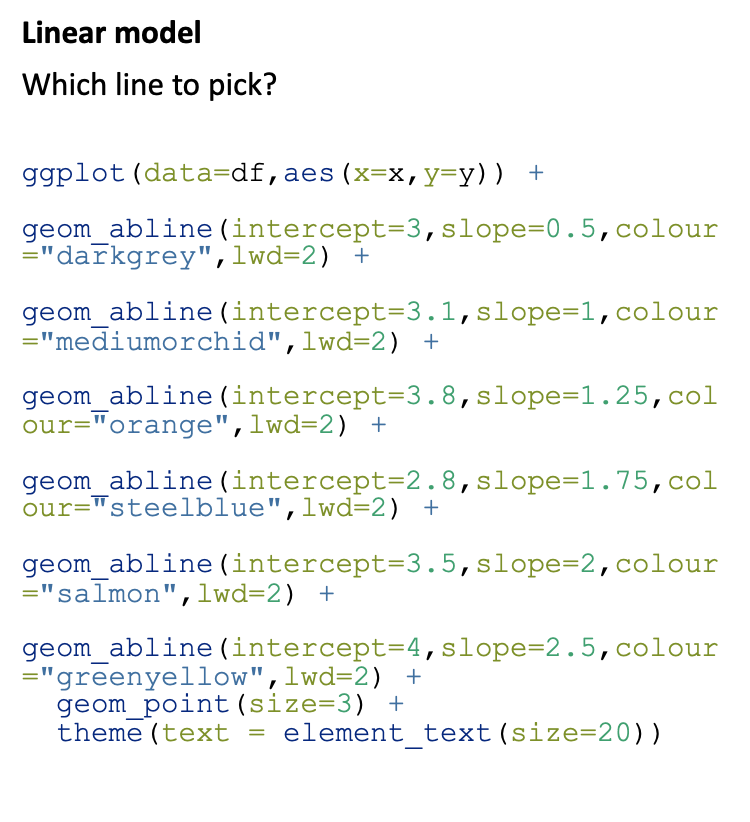 Linear model
Which line to pick?
ggplot(data=df,aes(x=x,y=y)) +
geom_abline(intercept=3,slope=0.5,colour
="darkgrey",lwd=2) +
geom_abline(intercept=3.1,slope=1,colour
="mediumorchid",lwd=2) +
geom_abline(intercept=3.8,slope=1.25,col
our="orange",lwd=2) +
geom_abline(intercept=2.8,slope=1.75,col
our="steelblue",lwd=2) +
geom_abline(intercept=3.5,slope=2,colour
="salmon",lwd=2) +
geom_abline(intercept=4,slope=2.5,colour
="greenyellow",lwd=2) +
  geom_point(size=3) +
  theme(text = element_text(size=20))